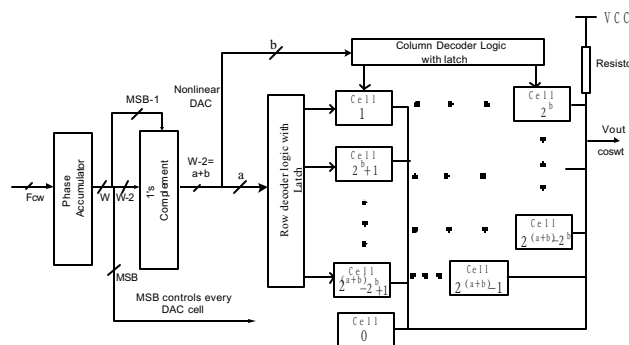 VCC
Resisto
Column Decoder Logic
with latch
b
Nonlinear
DAC
MSB-1
Cell
1
Cell
2^b
Vout
coswt
Phase
Accumulator
Fcw
W
W-2
1's
Complement
W-2=
a+b
a
Row decoder logic with
Latch
Cell
2^b+1
Cell
2^(a+b)-2^b
Cell
2^(a+b)-2^b+1
Cell
2^(a+b)-1
MSB
MSB controls every
DAC cell
Cell
0